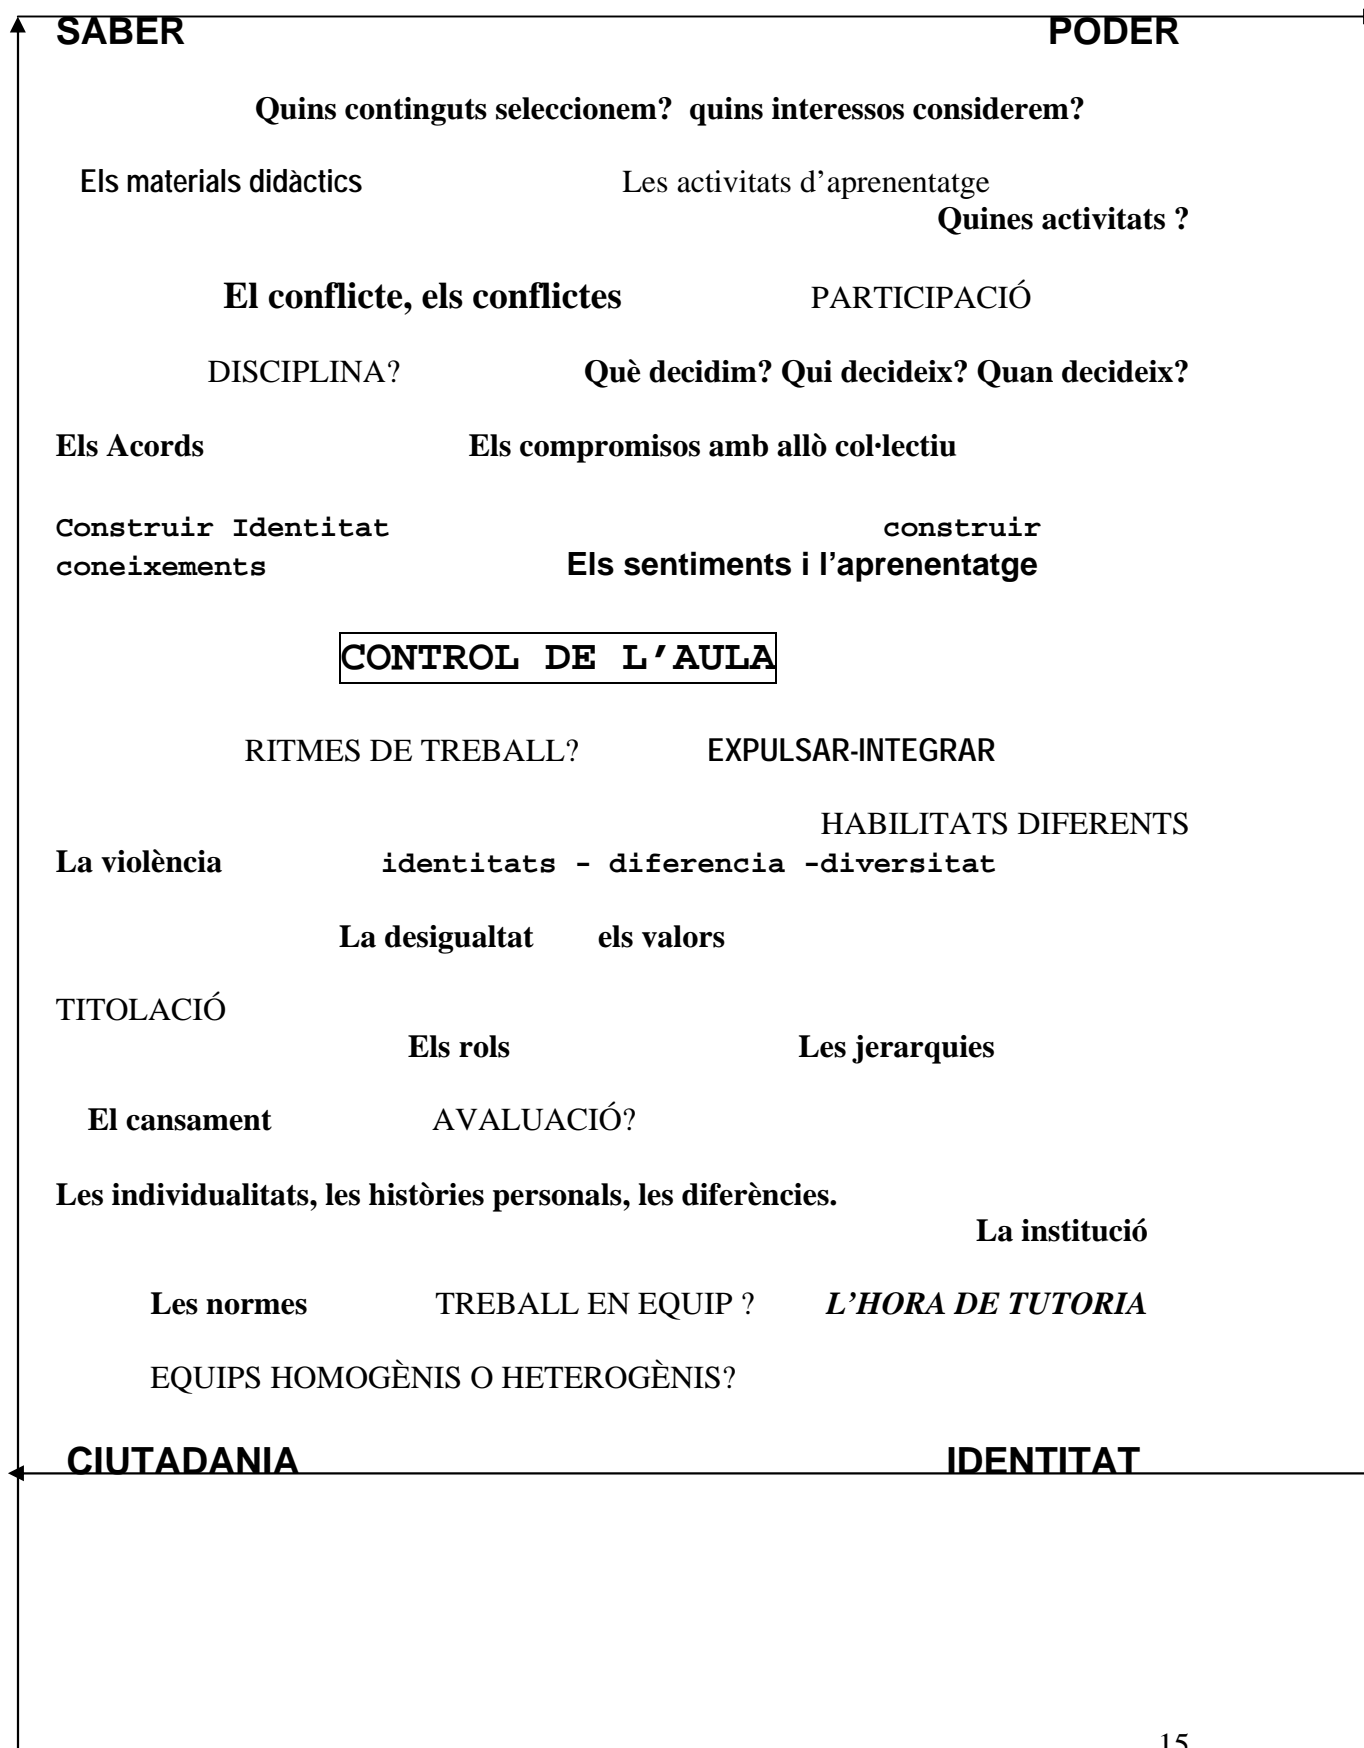 SABER PODER
Quins continguts seleccionem? quins interessos considerem?
Els materials didàctics Les activitats d’aprenentatge
Quines activitats ?
El conflicte, els conflictes PARTICIPACIÓ
DISCIPLINA? Què decidim? Qui decideix? Quan decideix?
Els Acords Els compromisos amb allò col·lectiu
Construir Identitat construir
coneixements Els sentiments i l’aprenentatge
CONTROL DE L’AULA
RITMES DE TREBALL? EXPULSAR-INTEGRAR
HABILITATS DIFERENTS
La violència identitats - diferencia -diversitat
La desigualtat els valors
TITOLACIÓ
Els rols Les jerarquies
El cansament AVALUACIÓ?
Les individualitats, les històries personals, les diferències.
La institució
Les normes TREBALL EN EQUIP ? L’HORA DE TUTORIA
EQUIPS HOMOGÈNIS O HETEROGÈNIS?
CIUTADANIA IDENTITAT
15